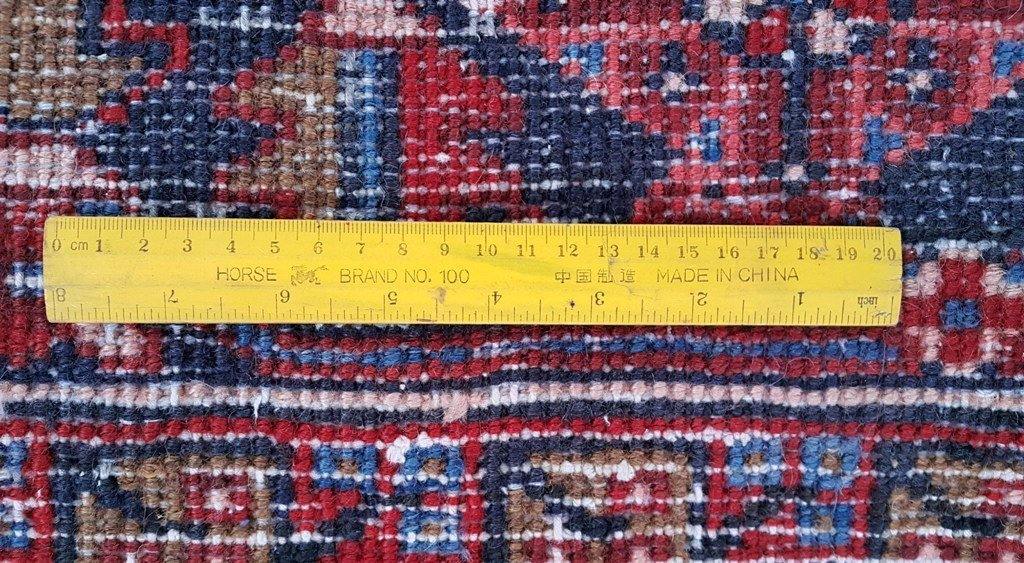 0 cm 1 2 3 4 5 6 7 8 9 10 11 12 13 14 15 16 17 18 19 20
HORSE BRAND NO. 100 中国制造 MADE IN CHINA
8 7 6 5 4 3 2 1 inch